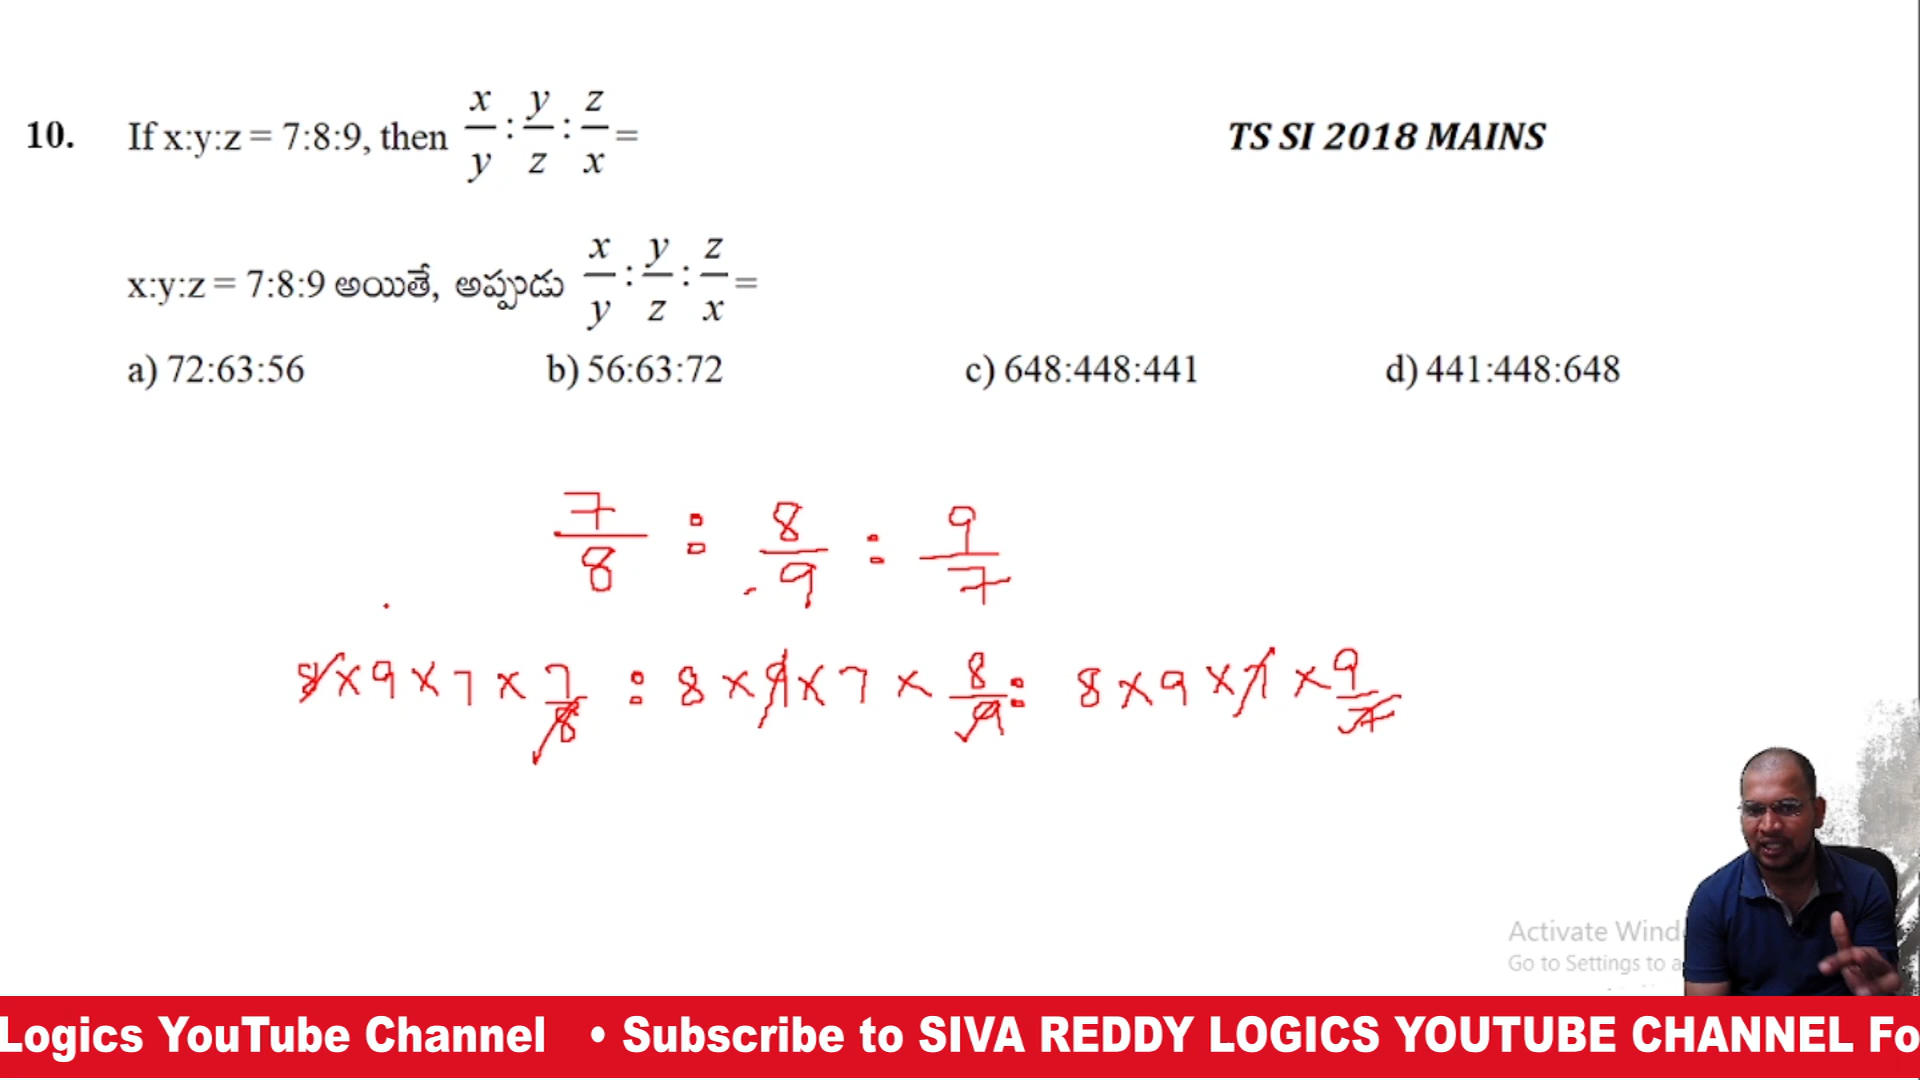 10. If x:y:z = 7:8:9, then x/y : y/z : z/x = TS SI 2018 MAINS
x:y:z = 7:8:9 అయితే, అప్పుడు x/y : y/z : z/x =
a) 72:63:56 b) 56:63:72 c) 648:448:441 d) 441:448:648
7/8 : 8/9 : 9/7
8×9×7×7/8 : 8×9×7×8/9 : 8×9×7×9/7
Activate Wind
Go to Settings to a
Logics YouTube Channel • Subscribe to SIVA REDDY LOGICS YOUTUBE CHANNEL Fo